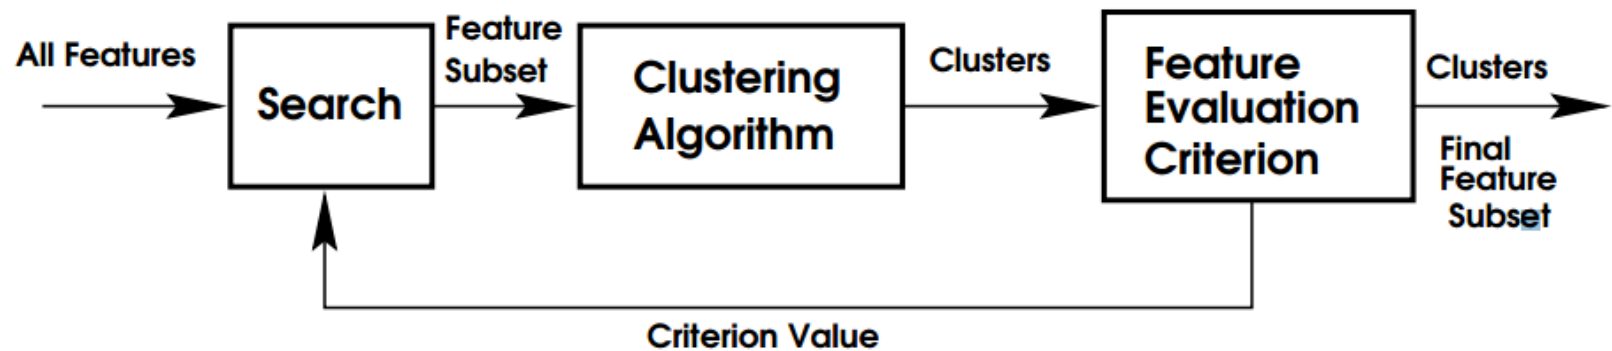 All Features
Search
Feature
Subset
Clustering
Algorithm
Clusters
Feature
Evaluation
Criterion
Clusters
Final
Feature
Subset
Criterion Value